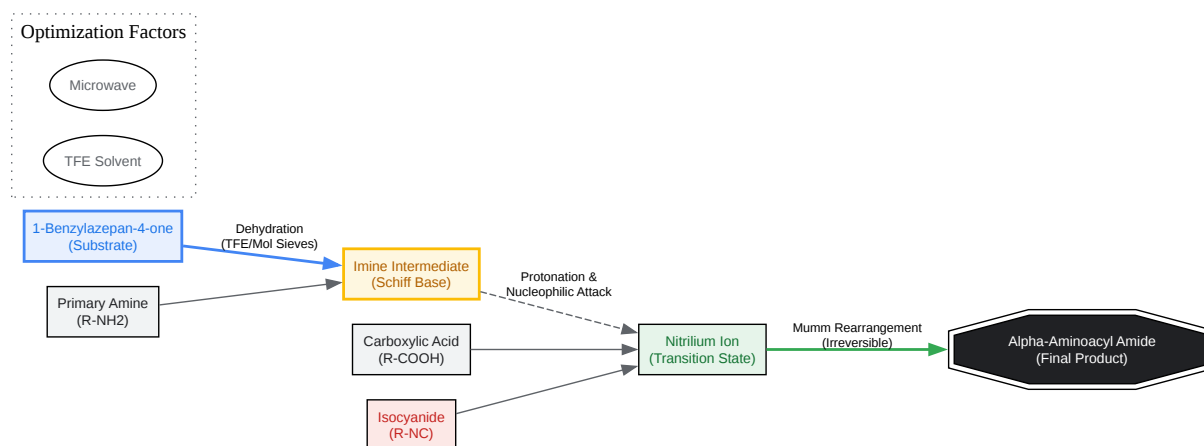 Optimization Factors
Microwave
TFE Solvent
1-Benzylazepan-4-one
(Substrate)
Dehydration
(TFE/Mol Sieves)
Primary Amine
(R-NH2)
Imine Intermediate
(Schiff Base)
Protonation &
Nucleophilic Attack
Carboxylic Acid
(R-COOH)
Isocyanide
(R-NC)
Nitrilium Ion
(Transition State)
Mumm Rearrangement
(Irreversible)
Alpha-Aminoacyl Amide
(Final Product)